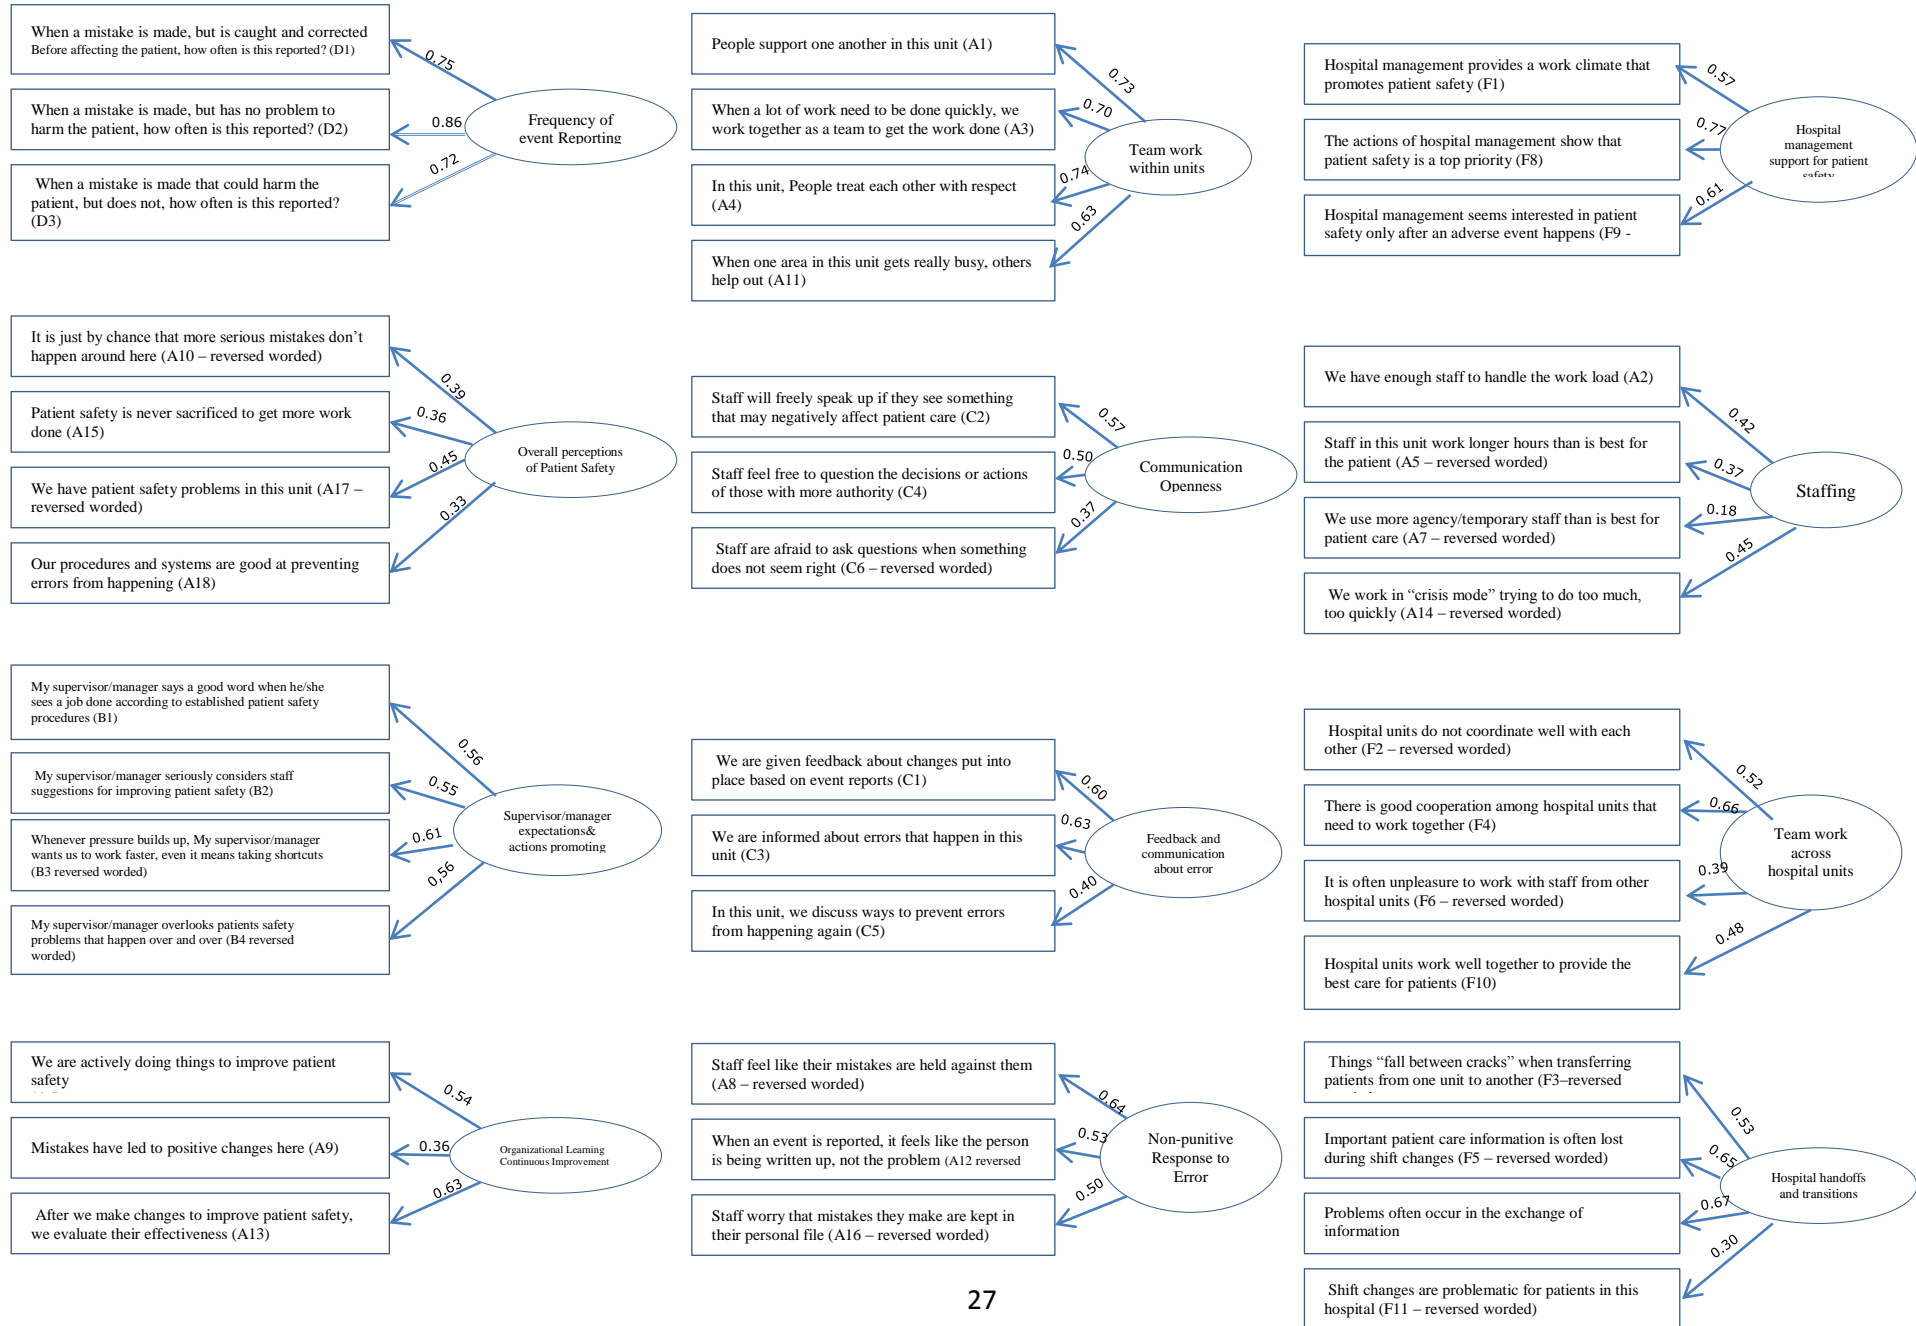 When a mistake is made, but is caught and corrected
Before affecting the patient, how often is this reported? (D1)
When a mistake is made, but has no problem to
harm the patient, how often is this reported? (D2)
When a mistake is made that could harm the
patient, but does not, how often is this reported?
(D3)
0.75
0.86
0.72
Frequency of
event Reporting
People support one another in this unit (A1)
When a lot of work need to be done quickly, we
work together as a team to get the work done (A3)
In this unit, People treat each other with respect
(A4)
When one area in this unit gets really busy, others
help out (A11)
0.73
0.70
0.74
0.63
Team work
within units
Hospital management provides a work climate that
promotes patient safety (F1)
The actions of hospital management show that
patient safety is a top priority (F8)
Hospital management seems interested in patient
safety only after an adverse event happens (F9 -
0.57
0.77
0.61
Hospital
management
support for patient
safety
It is just by chance that more serious mistakes don’t
happen around here (A10 – reversed worded)
Patient safety is never sacrificed to get more work
done (A15)
We have patient safety problems in this unit (A17 –
reversed worded)
Our procedures and systems are good at preventing
errors from happening (A18)
0.39
0.36
0.45
0.33
Overall perceptions
of Patient Safety
Staff will freely speak up if they see something
that may negatively affect patient care (C2)
Staff feel free to question the decisions or actions
of those with more authority (C4)
Staff are afraid to ask questions when something
does not seem right (C6 – reversed worded)
0.57
0.50
0.37
Communication
Openness
We have enough staff to handle the work load (A2)
Staff in this unit work longer hours than is best for
the patient (A5 – reversed worded)
We use more agency/temporary staff than is best for
patient care (A7 – reversed worded)
We work in “crisis mode” trying to do too much,
too quickly (A14 – reversed worded)
0.42
0.37
0.18
0.45
Staffing
My supervisor/manager says a good word when he/she
sees a job done according to established patient safety
procedures (B1)
My supervisor/manager seriously considers staff
suggestions for improving patient safety (B2)
Whenever pressure builds up, My supervisor/manager
wants us to work faster, even it means taking shortcuts
(B3 reversed worded)
My supervisor/manager overlooks patients safety
problems that happen over and over (B4 reversed
worded)
0.56
0.55
0.61
0,56
Supervisor/manager
expectations&
actions promoting
We are given feedback about changes put into
place based on event reports (C1)
We are informed about errors that happen in this
unit (C3)
In this unit, we discuss ways to prevent errors
from happening again (C5)
0.60
0.63
0.40
Feedback and
communication
about error
Hospital units do not coordinate well with each
other (F2 – reversed worded)
There is good cooperation among hospital units that
need to work together (F4)
It is often unpleasure to work with staff from other
hospital units (F6 – reversed worded)
Hospital units work well together to provide the
best care for patients (F10)
0.52
0.66
0.39
0.48
Team work
across
hospital units
We are actively doing things to improve patient
safety
Mistakes have led to positive changes here (A9)
After we make changes to improve patient safety,
we evaluate their effectiveness (A13)
0.54
0.36
0.63
Organizational Learning
Continuous Improvement
Staff feel like their mistakes are held against them
(A8 – reversed worded)
When an event is reported, it feels like the person
is being written up, not the problem (A12 reversed
Staff worry that mistakes they make are kept in
their personal file (A16 – reversed worded)
0.64
0.53
0.50
Non-punitive
Response to
Error
Things “fall between cracks” when transferring
patients from one unit to another (F3–reversed
Important patient care information is often lost
during shift changes (F5 – reversed worded)
Problems often occur in the exchange of
information
Shift changes are problematic for patients in this
hospital (F11 – reversed worded)
0.53
0.65
0.67
0.30
Hospital handoffs
and transitions
27